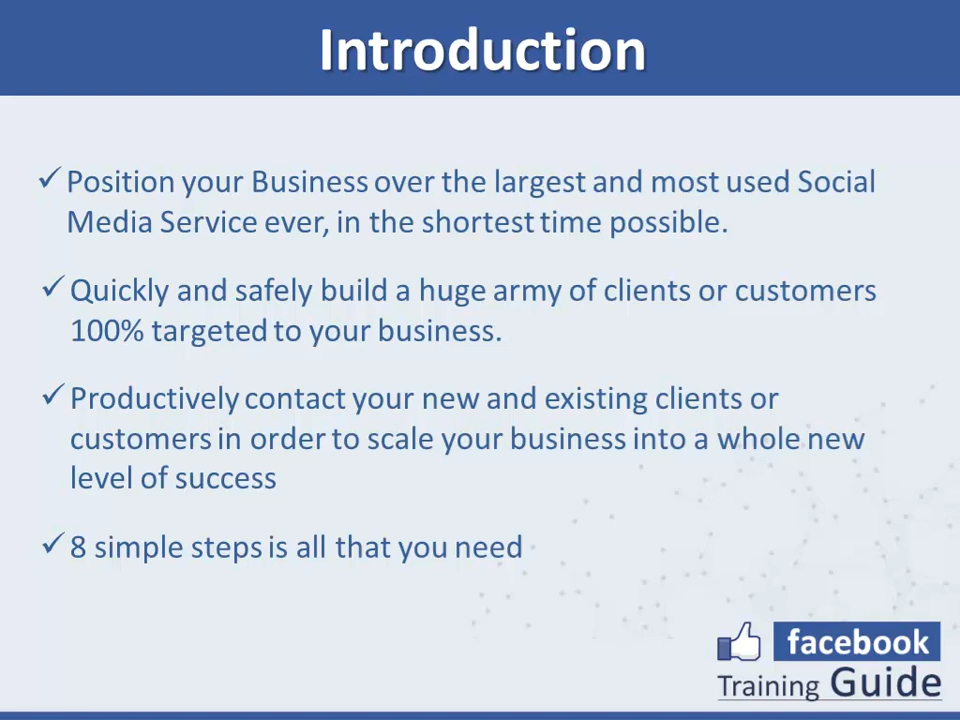 Introduction
✓ Position your Business over the largest and most used Social
Media Service ever, in the shortest time possible.
✓ Quickly and safely build a huge army of clients or customers
100% targeted to your business.
✓ Productively contact your new and existing clients or
customers in order to scale your business into a whole new
level of success
✓ 8 simple steps is all that you need
facebook
Training Guide